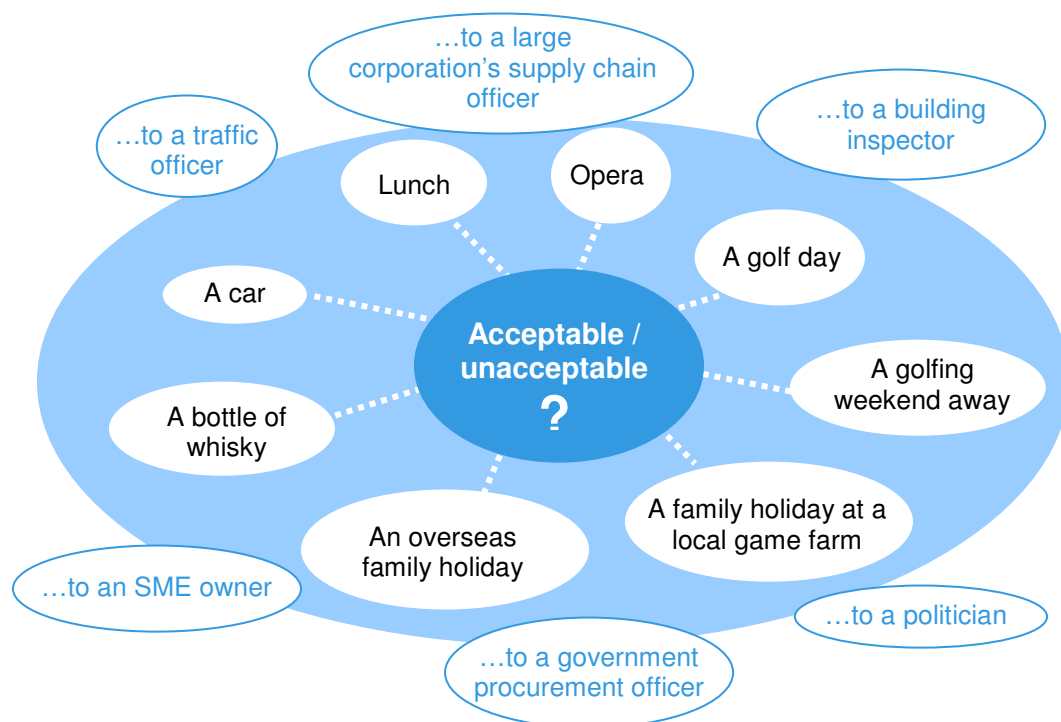 …to a large
corporation’s supply chain
officer
…to a traffic
officer
…to a building
inspector
Lunch
Opera
A golf day
A car
Acceptable /
unacceptable
?
A golfing
weekend away
A bottle of
whisky
A family holiday at a
local game farm
An overseas
family holiday
…to an SME owner
…to a politician
…to a government
procurement officer